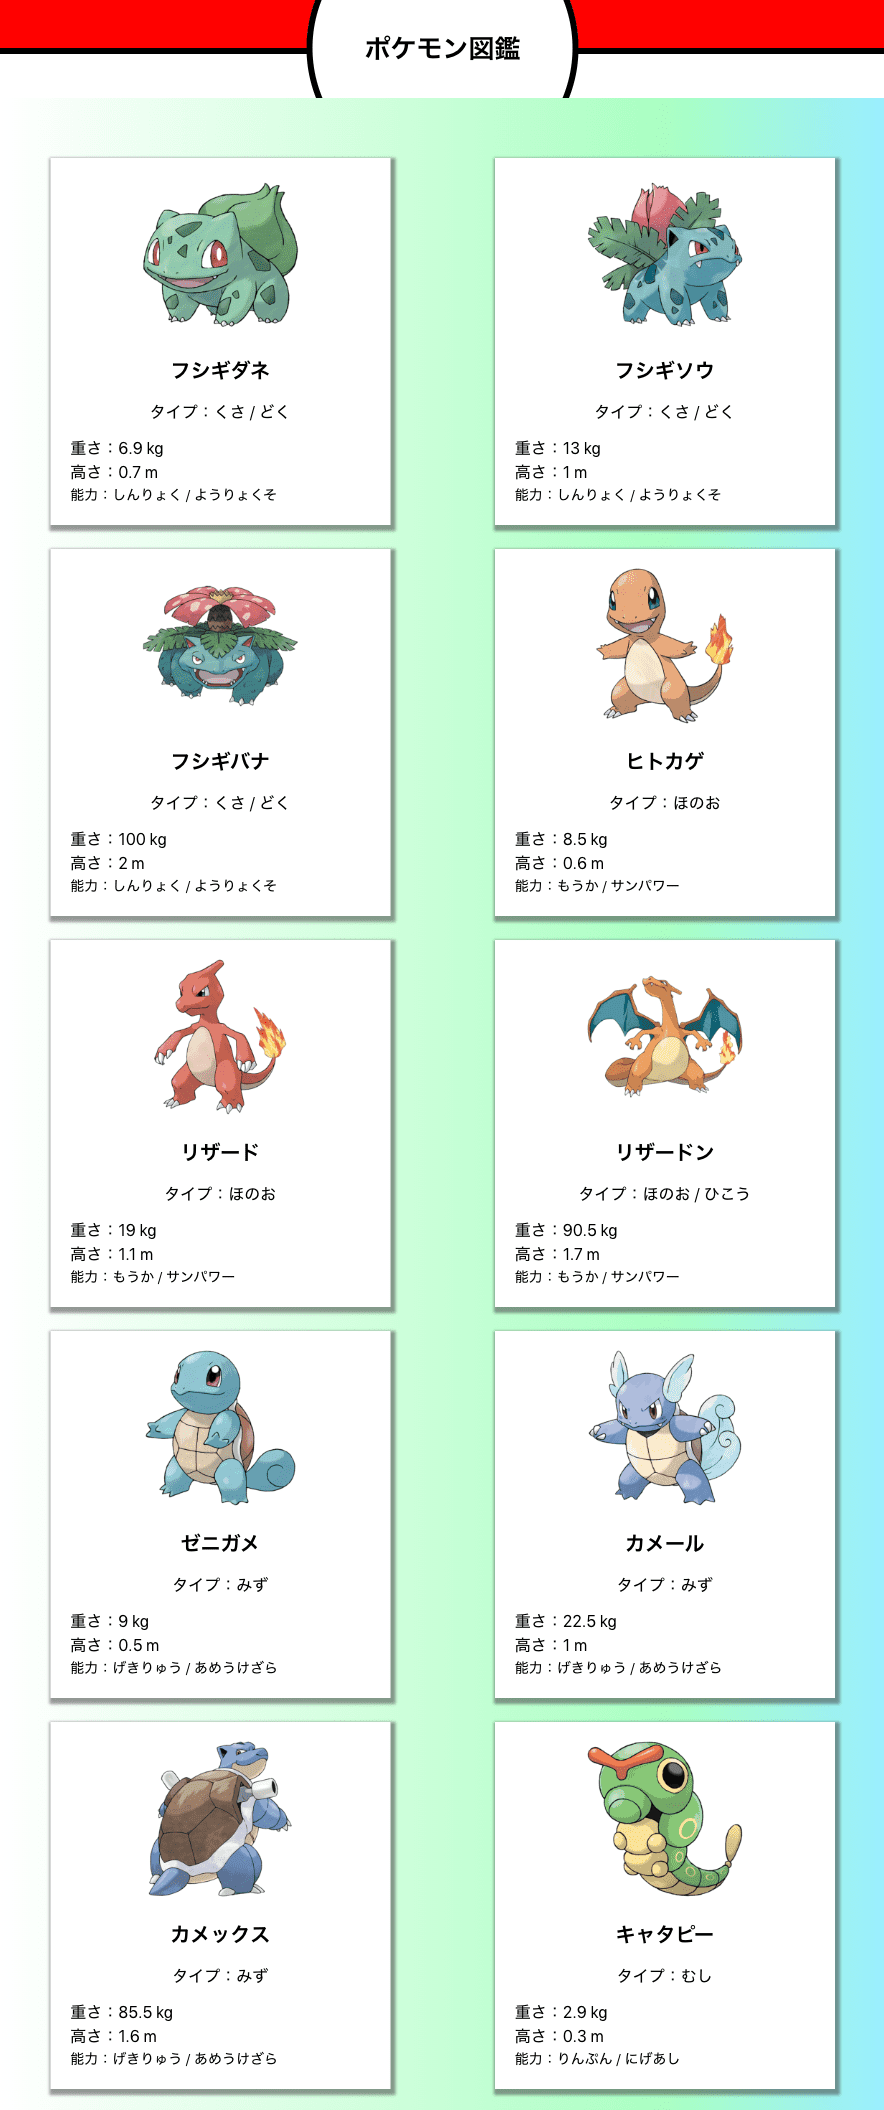 ポケモン図鑑
フシギダネ
タイプ：くさ / どく
重さ：6.9 kg
高さ：0.7 m
能力：しんりょく / ようりょくそ
フシギソウ
タイプ：くさ / どく
重さ：13 kg
高さ：1 m
能力：しんりょく / ようりょくそ
フシギバナ
タイプ：くさ / どく
重さ：100 kg
高さ：2 m
能力：しんりょく / ようりょくそ
ヒトカゲ
タイプ：ほのお
重さ：8.5 kg
高さ：0.6 m
能力：もうか / サンパワー
リザード
タイプ：ほのお
重さ：19 kg
高さ：1.1 m
能力：もうか / サンパワー
リザードン
タイプ：ほのお / ひこう
重さ：90.5 kg
高さ：1.7 m
能力：もうか / サンパワー
ゼニガメ
タイプ：みず
重さ：9 kg
高さ：0.5 m
能力：げきりゅう / あめうけざら
カメール
タイプ：みず
重さ：22.5 kg
高さ：1 m
能力：げきりゅう / あめうけざら
カメックス
タイプ：みず
重さ：85.5 kg
高さ：1.6 m
能力：げきりゅう / あめうけざら
キャタピー
タイプ：むし
重さ：2.9 kg
高さ：0.3 m
能力：りんぷん / にげあし